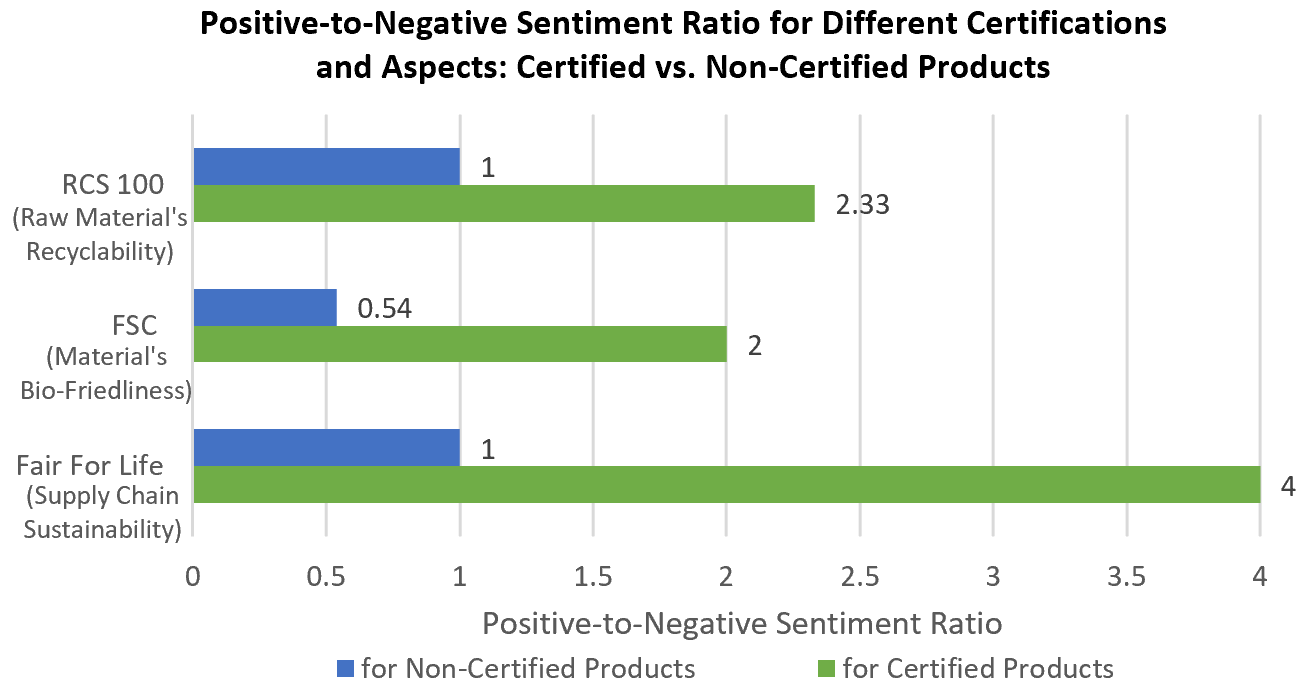 Positive-to-Negative Sentiment Ratio for Different Certifications
and Aspects: Certified vs. Non-Certified Products
RCS 100
(Raw Material's
Recyclability)
1
2.33
FSC
(Material's
Bio-Friedliness)
0.54
2
Fair For Life
(Supply Chain
Sustainability)
1
4
0 0.5 1 1.5 2 2.5 3 3.5 4
Positive-to-Negative Sentiment Ratio
for Non-Certified Products for Certified Products